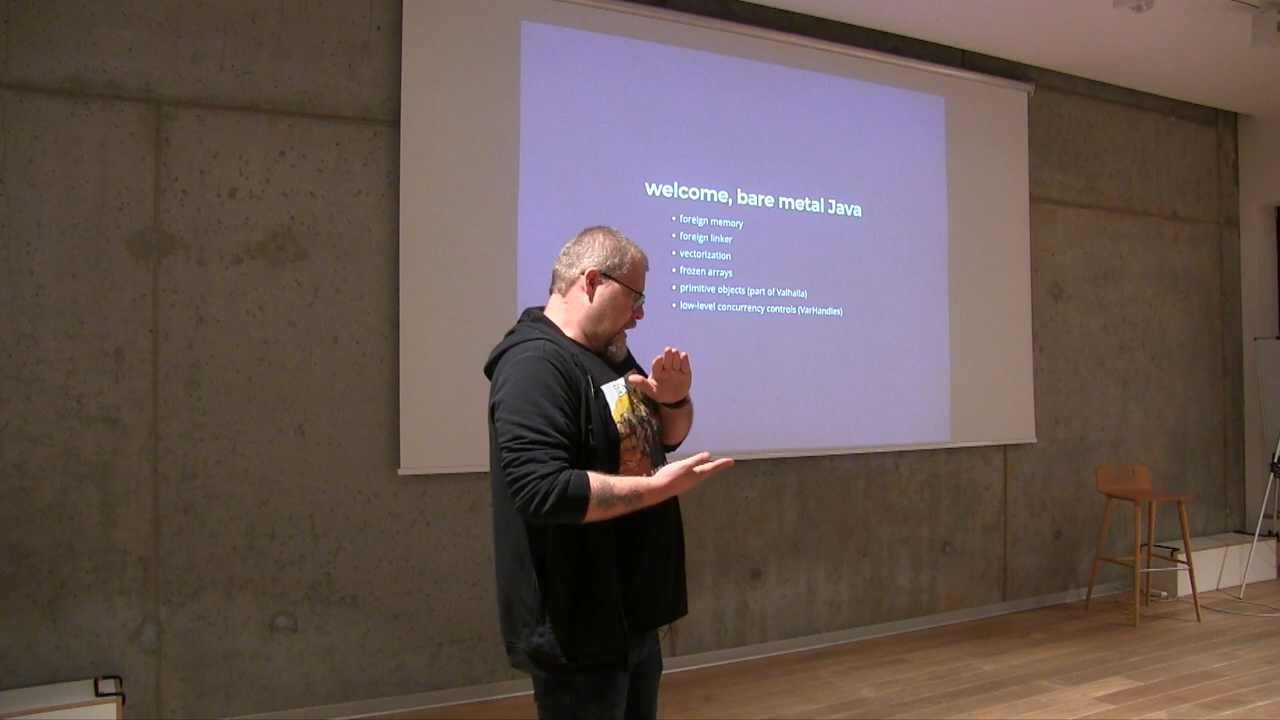 welcome, bare metal Java
• foreign memory
• foreign linker
• vectorization
• frozen arrays
• primitive objects (part of Valhalla)
• low-level concurrency controls (VarHandles)